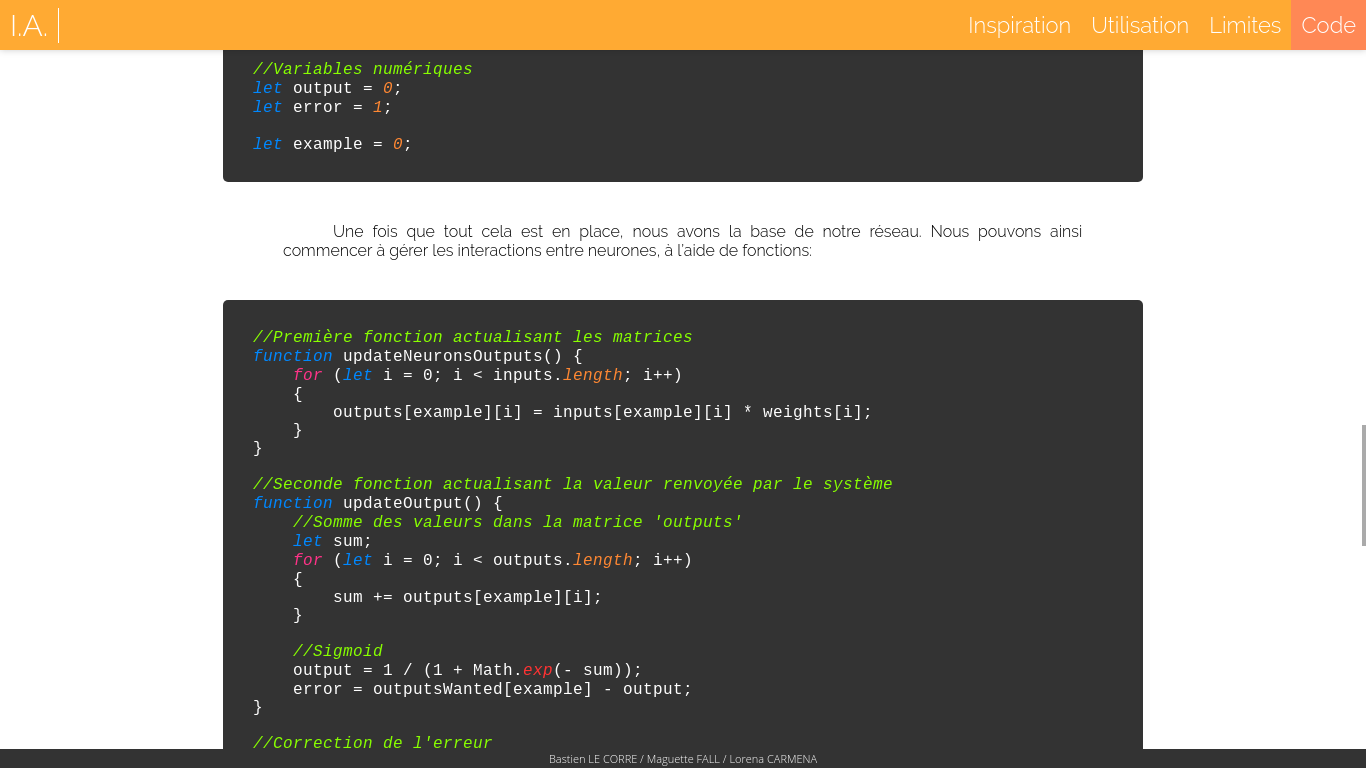 I.A.
Inspiration Utilisation Limites Code
//Variables numériques
let output = 0;
let error = 1;
let example = 0;
Une fois que tout cela est en place, nous avons la base de notre réseau. Nous pouvons ainsi
commencer à gérer les interactions entre neurones, à l'aide de fonctions:
//Première fonction actualisant les matrices
function updateNeuronsOutputs() {
    for (let i = 0; i < inputs.length; i++)
    {
        outputs[example][i] = inputs[example][i] * weights[i];
    }
}
//Seconde fonction actualisant la valeur renvoyée par le système
function updateOutput() {
    //Somme des valeurs dans la matrice 'outputs'
    let sum;
    for (let i = 0; i < outputs.length; i++)
    {
        sum += outputs[example][i];
    }
    //Sigmoid
    output = 1 / (1 + Math.exp(- sum));
    error = outputsWanted[example] - output;
}
//Correction de l'erreur
Bastien LE CORRE / Maguette FALL / Lorena CARMENA